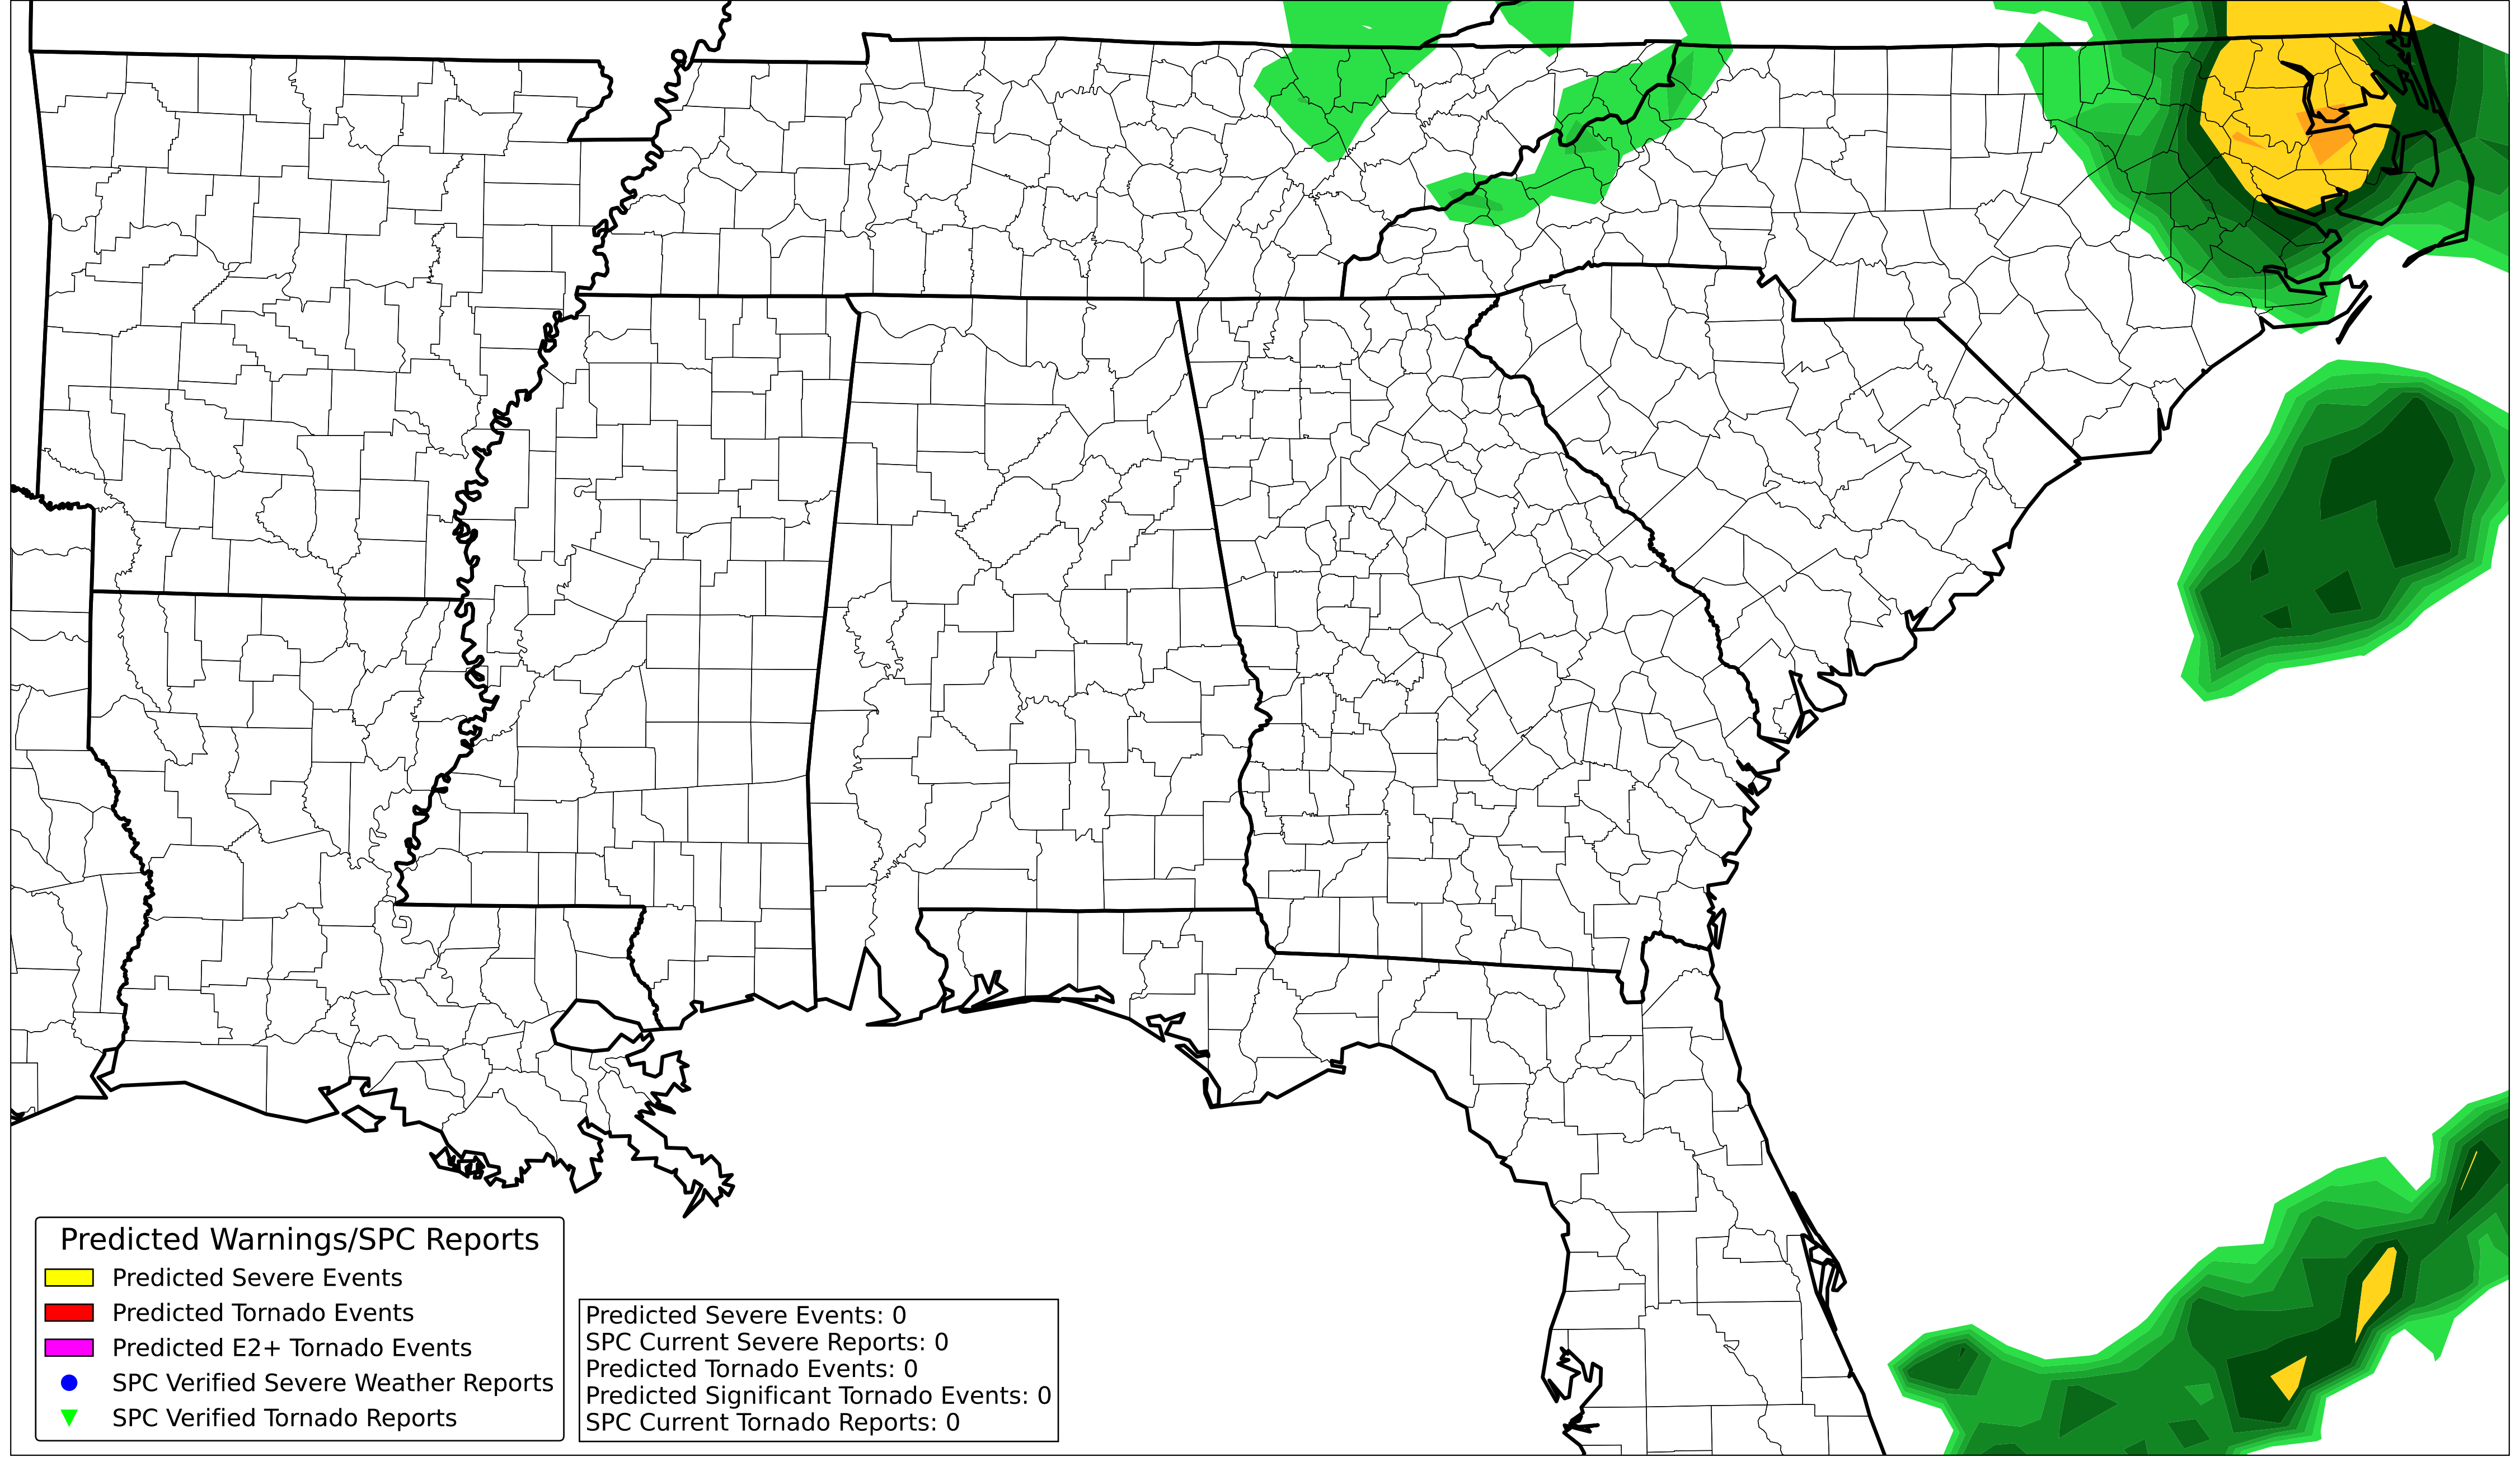 Predicted Warnings/SPC Reports
Predicted Severe Events
Predicted Tornado Events
Predicted E2+ Tornado Events
SPC Verified Severe Weather Reports
SPC Verified Tornado Reports
Predicted Severe Events: 0
SPC Current Severe Reports: 0
Predicted Tornado Events: 0
Predicted Significant Tornado Events: 0
SPC Current Tornado Reports: 0